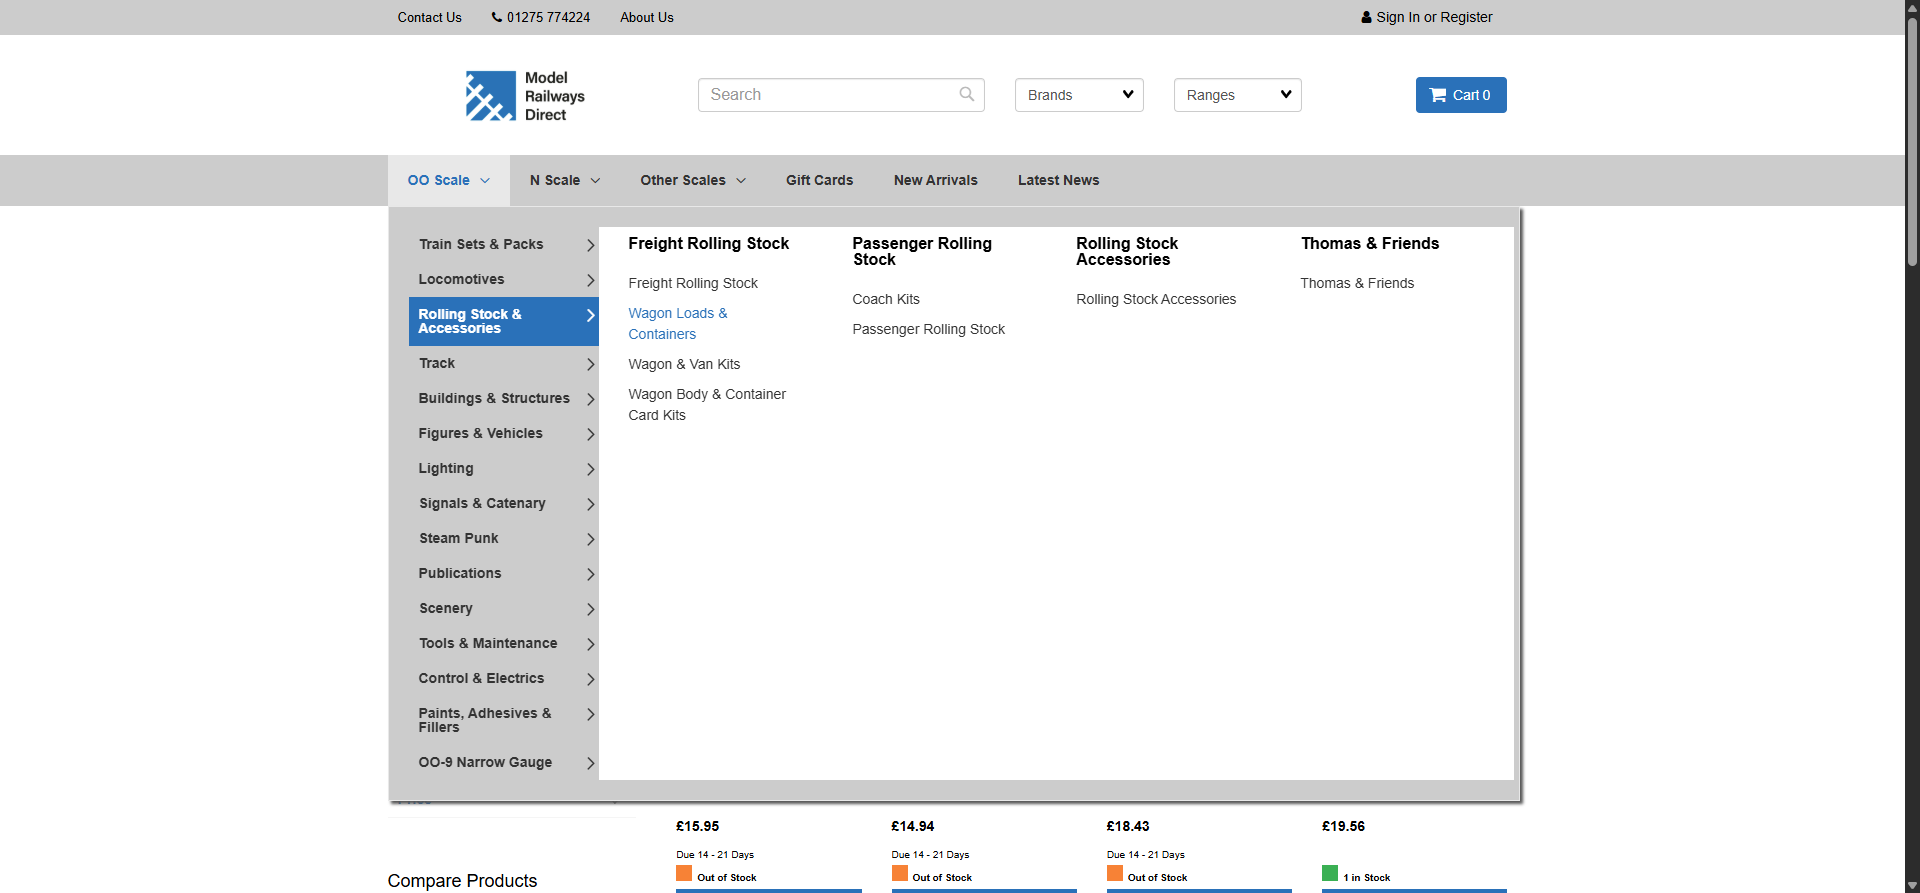 Contact Us
01275 774224
About Us
Sign In or Register
Model
Railways
Direct
Search
Brands
Ranges
Cart 0
OO Scale
N Scale
Other Scales
Gift Cards
New Arrivals
Latest News
Train Sets & Packs
Locomotives
Rolling Stock &
Accessories
Track
Buildings & Structures
Figures & Vehicles
Lighting
Signals & Catenary
Steam Punk
Publications
Scenery
Tools & Maintenance
Control & Electrics
Paints, Adhesives &
Fillers
OO-9 Narrow Gauge
Freight Rolling Stock
Freight Rolling Stock
Wagon Loads &
Containers
Wagon & Van Kits
Wagon Body & Container
Card Kits
Passenger Rolling
Stock
Coach Kits
Passenger Rolling Stock
Rolling Stock
Accessories
Rolling Stock Accessories
Thomas & Friends
Thomas & Friends
£15.95
£14.94
£18.43
£19.56
Due 14 - 21 Days
Due 14 - 21 Days
Due 14 - 21 Days
Out of Stock
Out of Stock
Out of Stock
1 in Stock
Compare Products